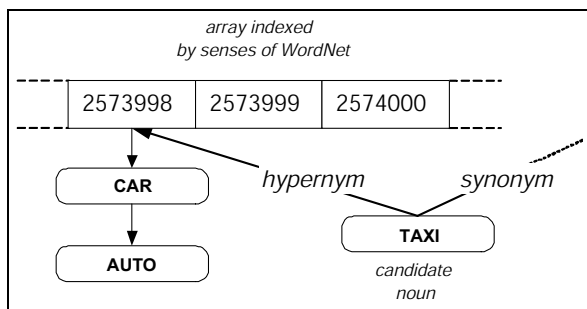 array indexed
by senses of WordNet
2573998 2573999 2574000
hypernym synonym
CAR
TAXI
AUTO
candidate
noun